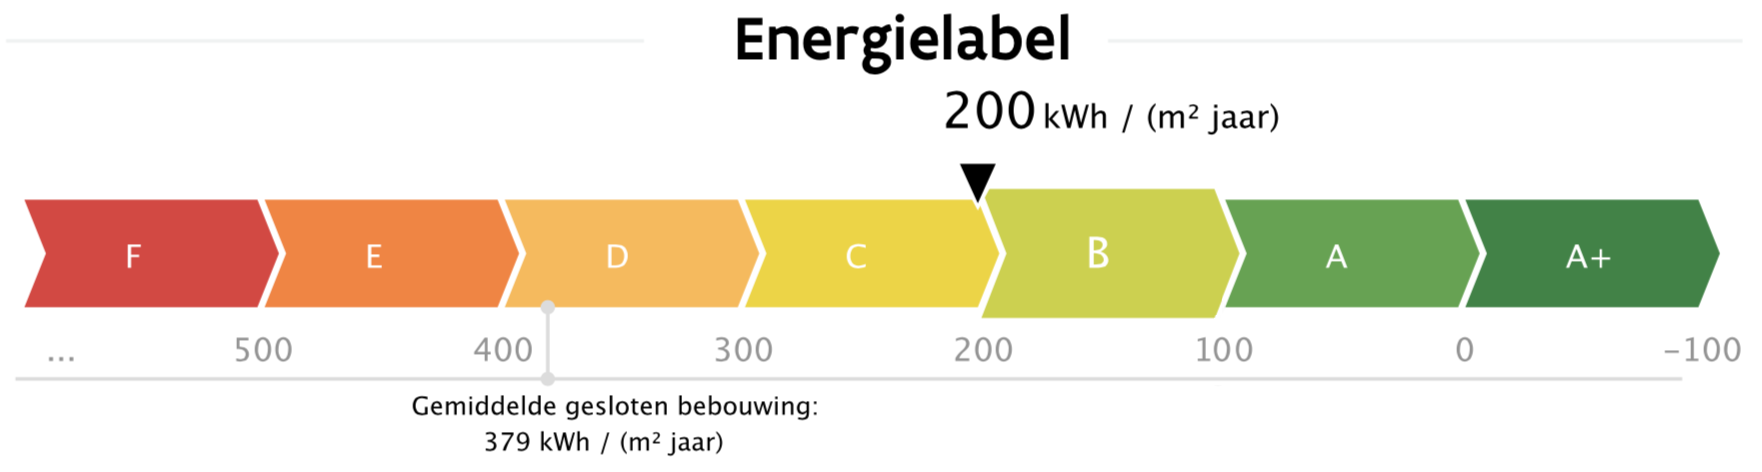 Energielabel
200 kWh / (m² jaar)
F E D C B A A+
... 500 400 300 200 100 0 -100
Gemiddelde gesloten bebouwing:
379 kWh / (m² jaar)